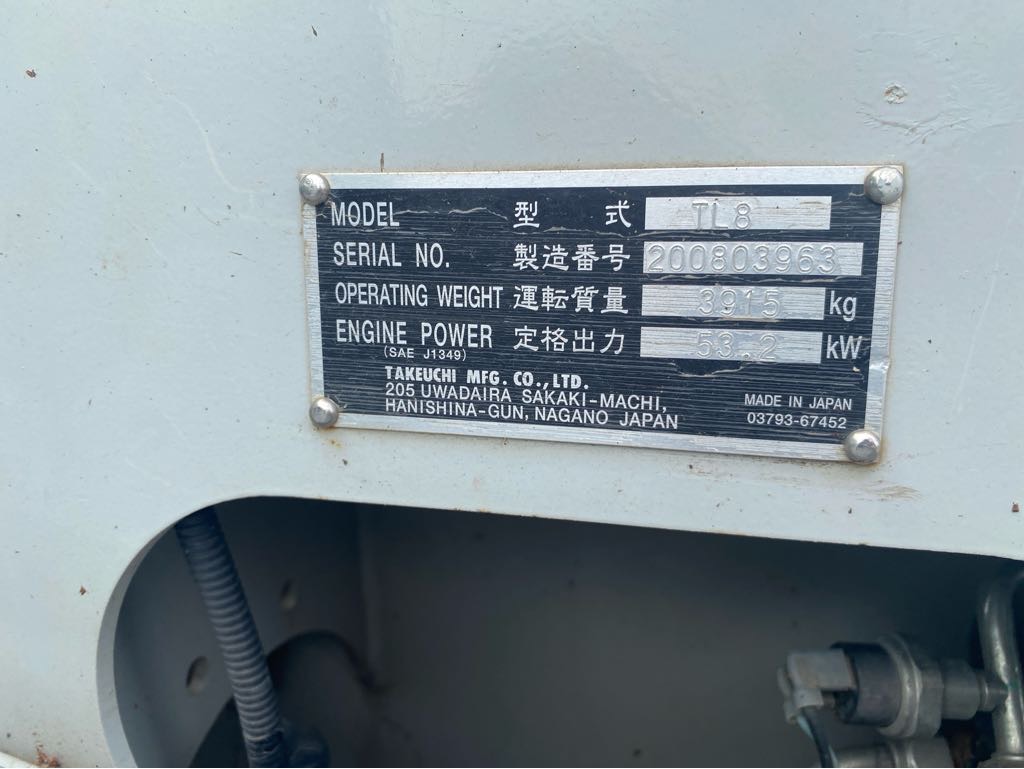 MODEL 型 式 TL8
SERIAL NO. 製造番号 200803963
OPERATING WEIGHT 運転質量 3915 kg
ENGINE POWER 定格出力 53.2 kW
(SAE J1349)
TAKEUCHI MFG. CO., LTD.
205 UWADAIRA SAKAKI-MACHI,
HANISHINA-GUN, NAGANO JAPAN
MADE IN JAPAN
03793-67452